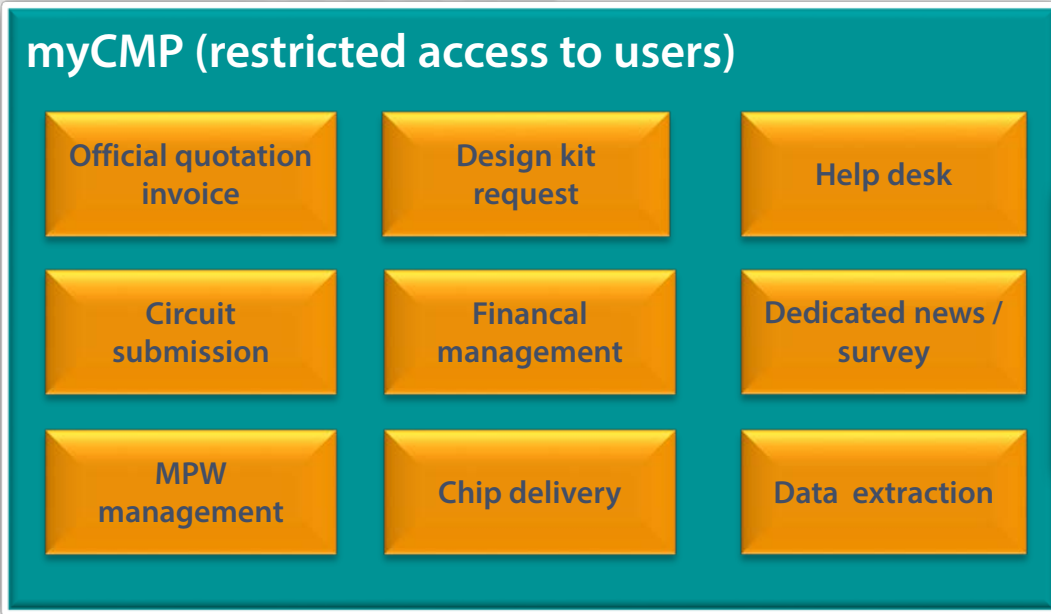 myCMP (restricted access to users)
Official quotation
invoice
Design kit
request
Help desk
Circuit
submission
Financal
management
Dedicated news /
survey
MPW
management
Chip delivery
Data  extraction